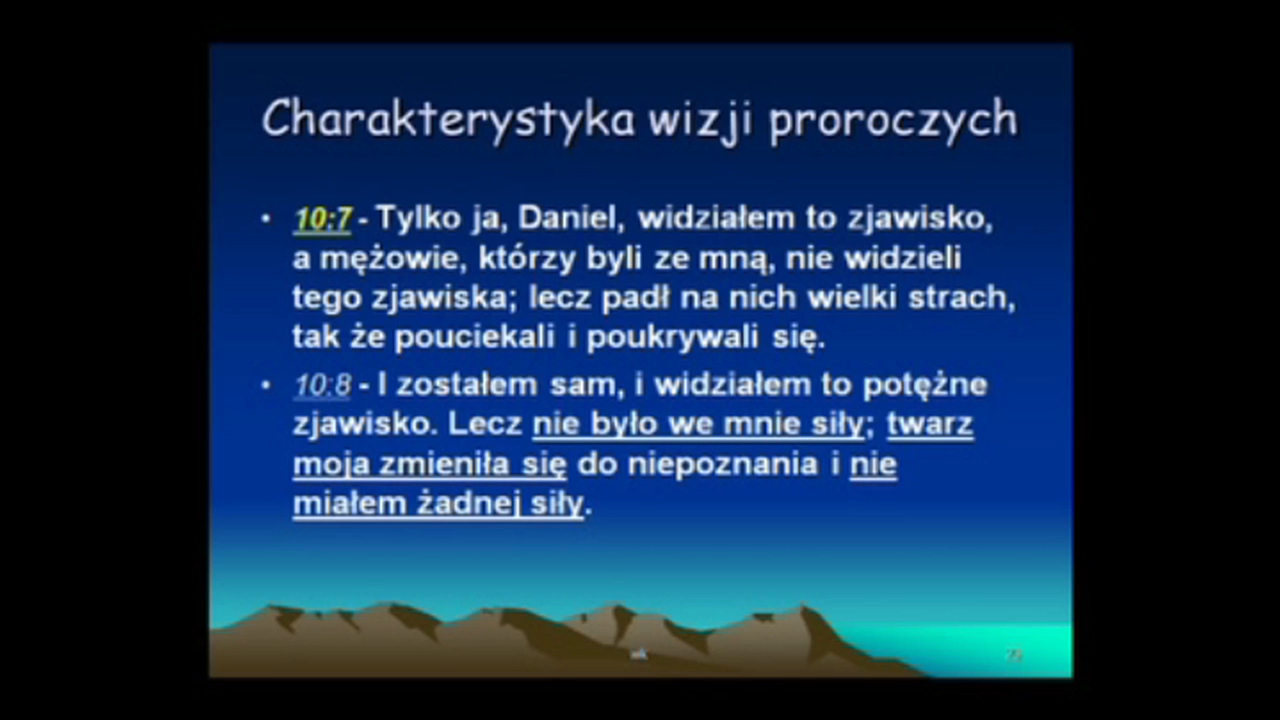 Charakterystyka wizji proroczych
• 10:7 - Tylko ja, Daniel, widziałem to zjawisko,
a mężowie, którzy byli ze mną, nie widzieli
tego zjawiska; lecz padł na nich wielki strach,
tak że pouciekali i poukrywali się.
• 10:8 - I zostałem sam, i widziałem to potężne
zjawisko. Lecz nie było we mnie siły; twarz
moja zmieniła się do niepoznania i nie
miałem żadnej siły.